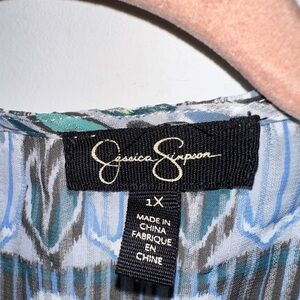 Jessica Simpson
1X
MADE IN
CHINA
FABRIQUE
EN
CHINE